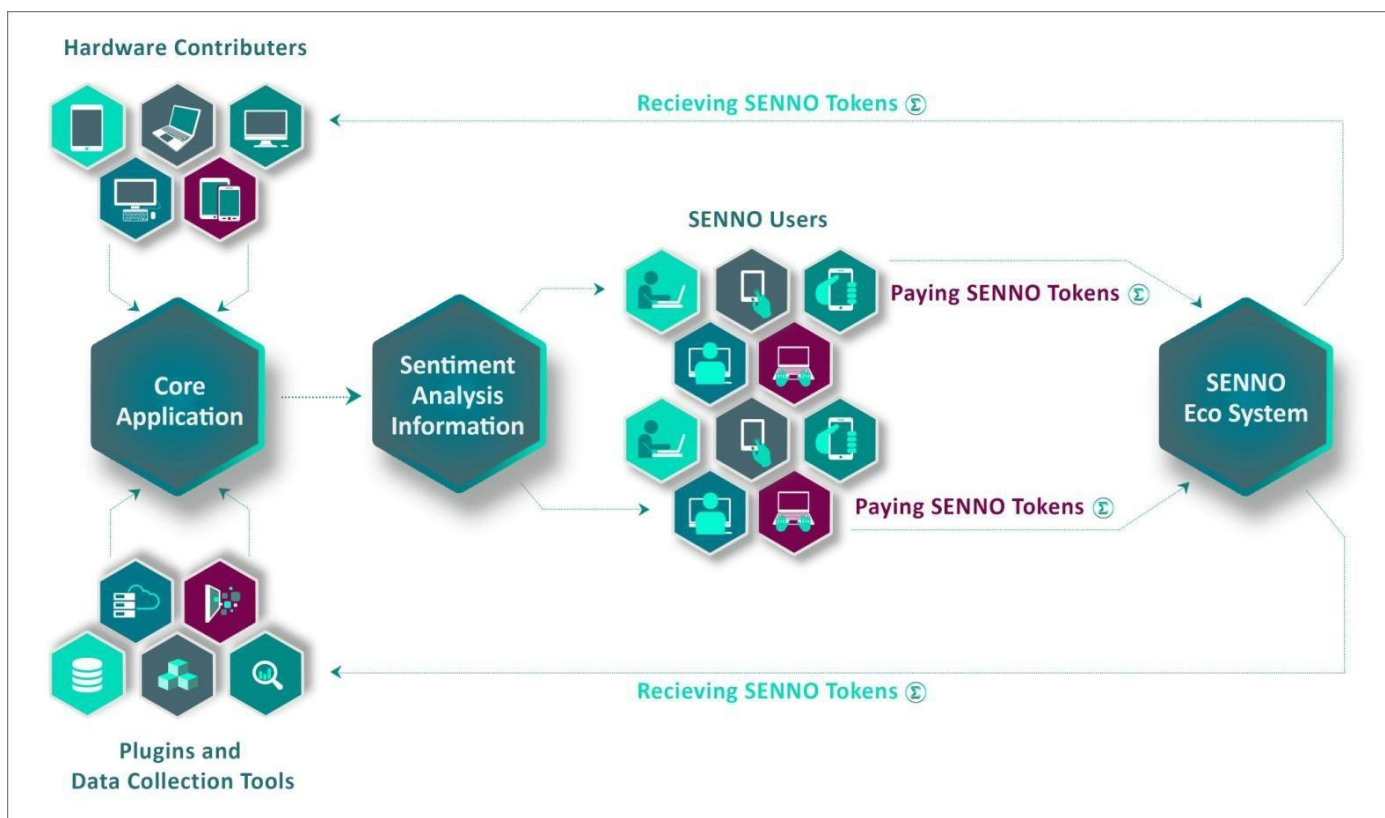 Hardware Contributers
Recieving SENNO Tokens Σ
SENNO Users
Paying SENNO Tokens Σ
Core
Application
Sentiment
Analysis
Information
SENNO
Eco System
Paying SENNO Tokens Σ
Recieving SENNO Tokens Σ
Plugins and
Data Collection Tools